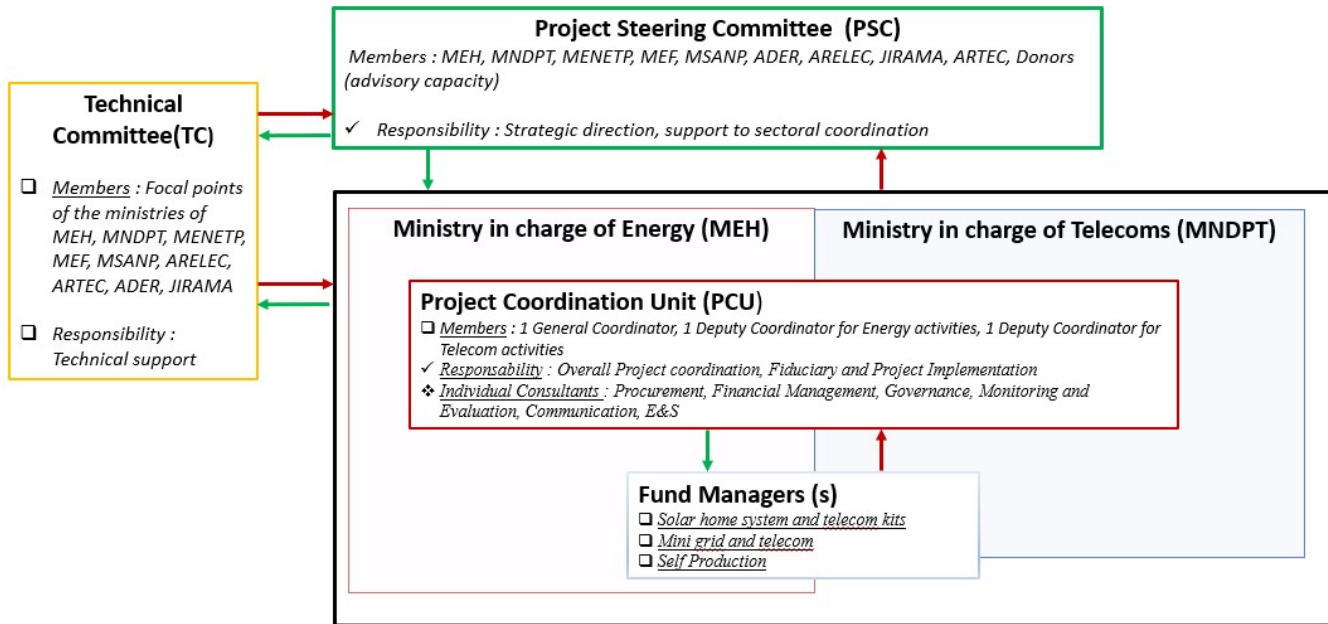 Project Steering Committee (PSC)
Members : MEH, MNDPT, MENETP, MEF, MSANP, ADER, ARELEC, JIRAMA, ARTEC, Donors
(advisory capacity)
✓ Responsibility : Strategic direction, support to sectoral coordination
Technical
Committee(TC)
❑ Members : Focal points
of the ministries of
MEH, MNDPT, MENETP,
MEF, MSANP, ARELEC,
ARTEC, ADER, JIRAMA
❑ Responsibility :
Technical support
Ministry in charge of Energy (MEH)
Ministry in charge of Telecoms (MNDPT)
Project Coordination Unit (PCU)
❑ Members : 1 General Coordinator, 1 Deputy Coordinator for Energy activities, 1 Deputy Coordinator for
Telecom activities
✓ Responsability : Overall Project coordination, Fiduciary and Project Implementation
❖ Individual Consultants : Procurement, Financial Management, Governance, Monitoring and
Evaluation, Communication, E&S
Fund Managers (s)
❑ Solar home system and telecom kits
❑ Mini grid and telecom
❑ Self Production